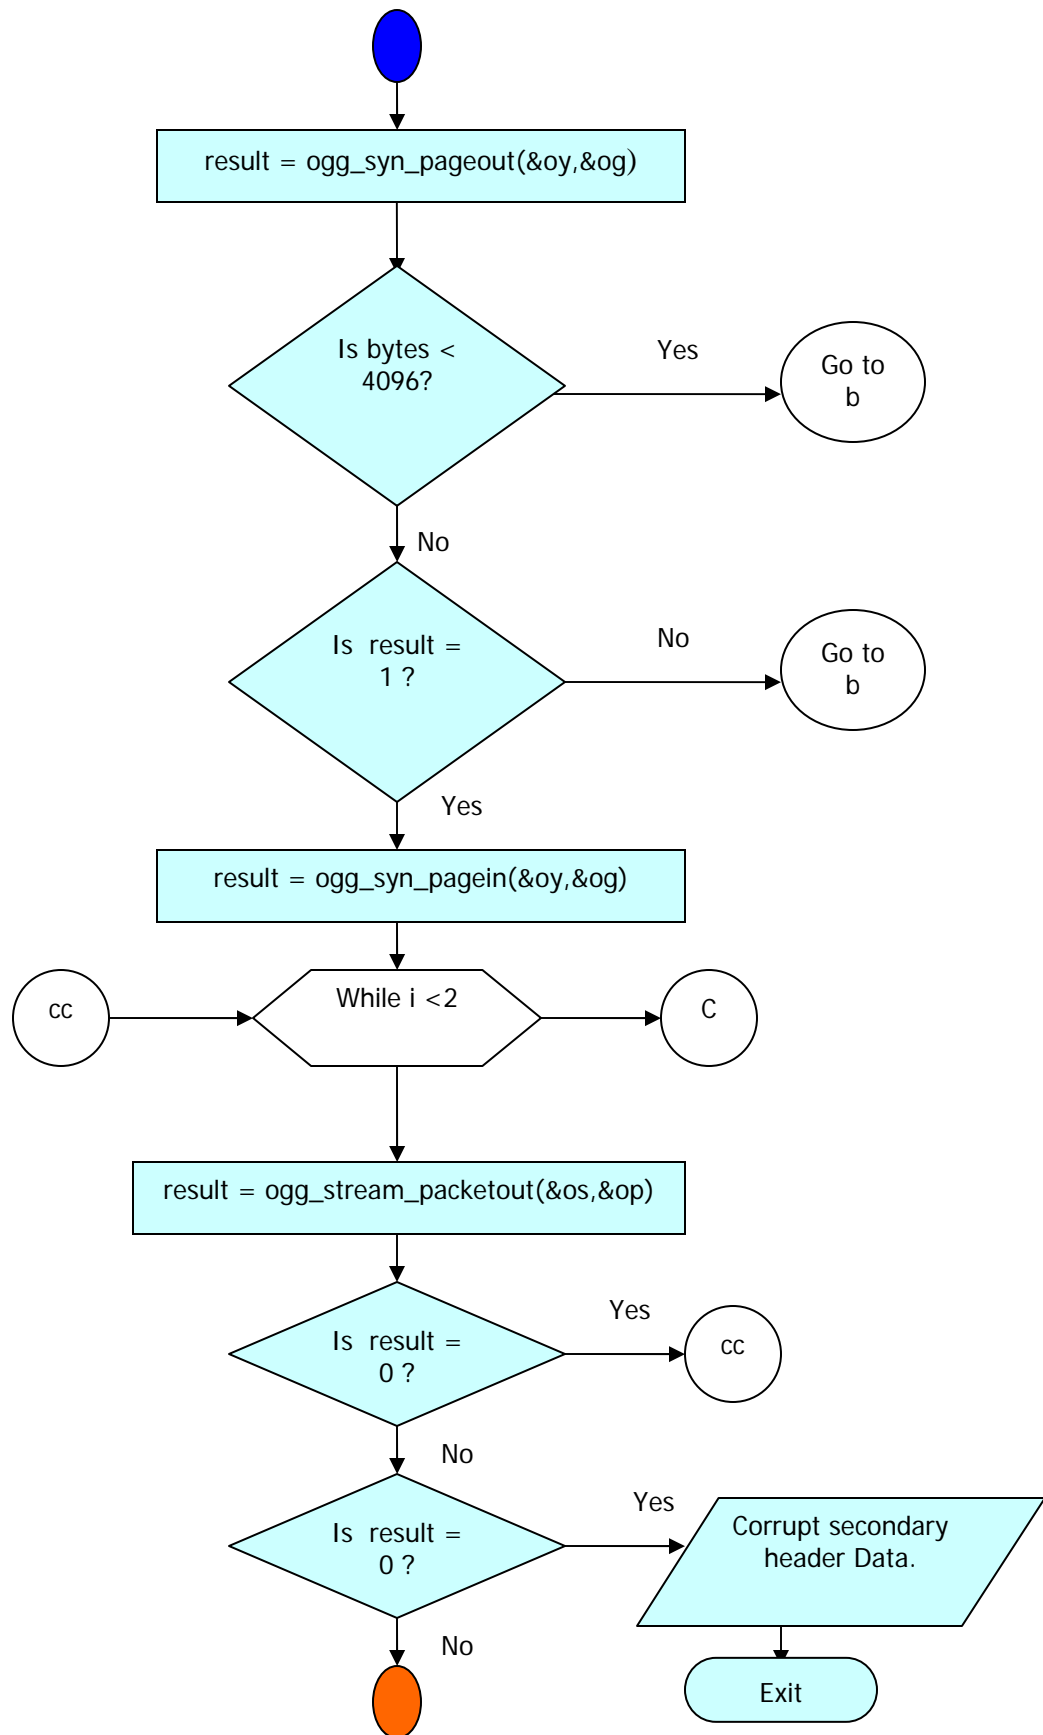 result = ogg_syn_pageout(&oy,&og)
Is bytes <
4096?
Yes
Go to
b
No
Is  result =
1 ?
No
Go to
b
Yes
result = ogg_syn_pagein(&oy,&og)
cc
While i <2
C
result = ogg_stream_packetout(&os,&op)
Is  result =
0 ?
Yes
cc
No
Is  result =
0 ?
Yes
Corrupt secondary
header Data.
No
Exit